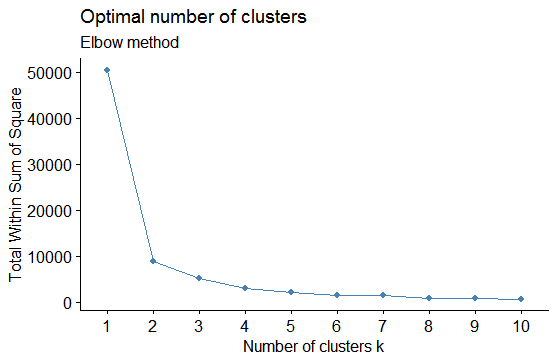 Optimal number of clusters
Elbow method
Total Within Sum of Square
50000
40000
30000
20000
10000
0
1 2 3 4 5 6 7 8 9 10
Number of clusters k